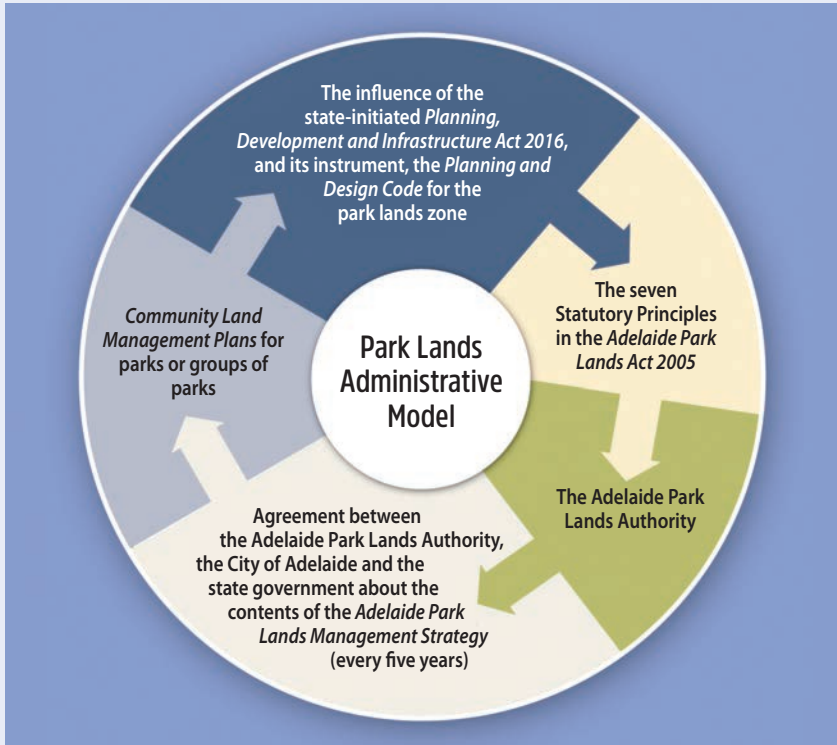 The influence of the
state-initiated Planning,
Development and Infrastructure Act 2016,
and its instrument, the Planning and
Design Code for the
park lands zone
The seven
Statutory Principles
in the Adelaide Park
Lands Act 2005
The Adelaide Park
Lands Authority
Agreement between
the Adelaide Park Lands Authority,
the City of Adelaide and the
state government about the
contents of the Adelaide Park
Lands Management Strategy
(every five years)
Community Land
Management Plans for
parks or groups of
parks
Park Lands
Administrative
Model